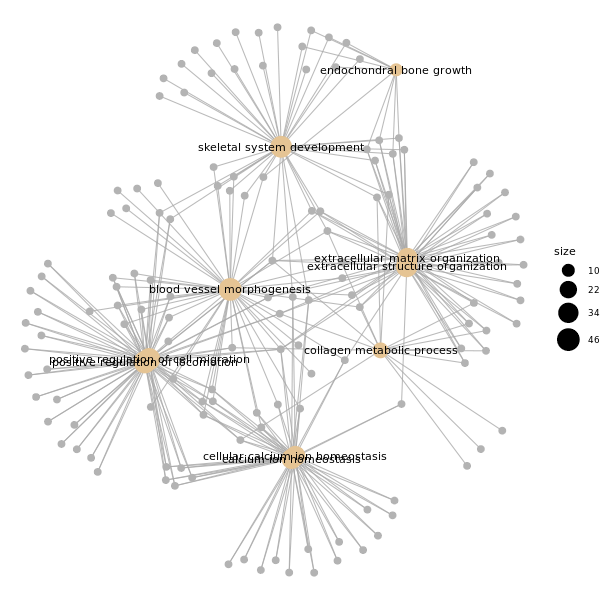 endochondral bone growth
skeletal system development
extracellular matrix organization
extracellular structure organization
size
10
22
34
46
blood vessel morphogenesis
collagen metabolic process
positive regulation of cell migration
positive regulation of locomotion
cellular calcium ion homeostasis
calcium ion homeostasis